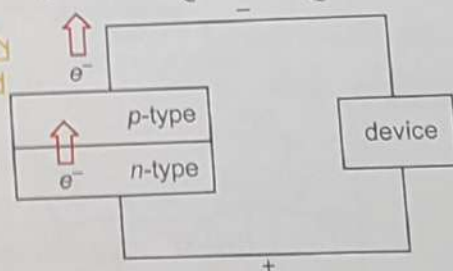 −
e⁻
p-type
device
e⁻ n-type
+